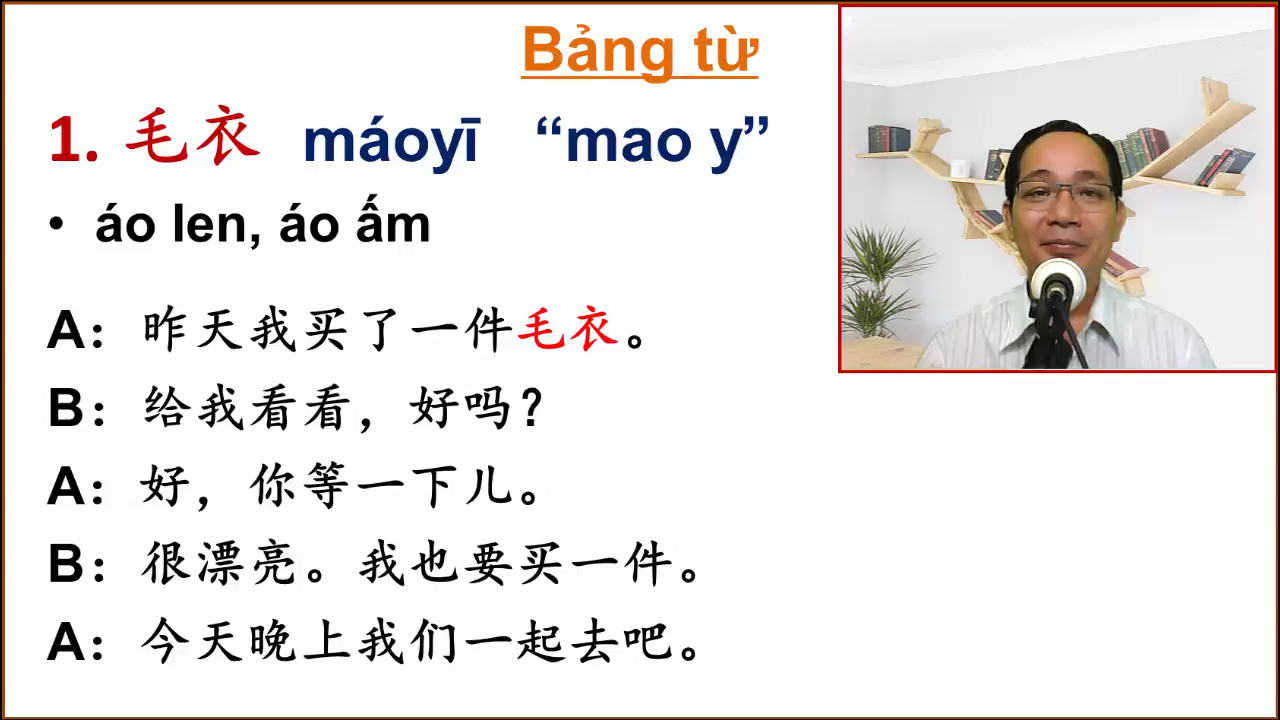 Bảng từ
1. 毛衣 máoyī “mao y”
• áo len, áo ấm
A：昨天我买了一件毛衣。
B：给我看看，好吗？
A：好，你等一下儿。
B：很漂亮。我也要买一件。
A：今天晚上我们一起去吧。